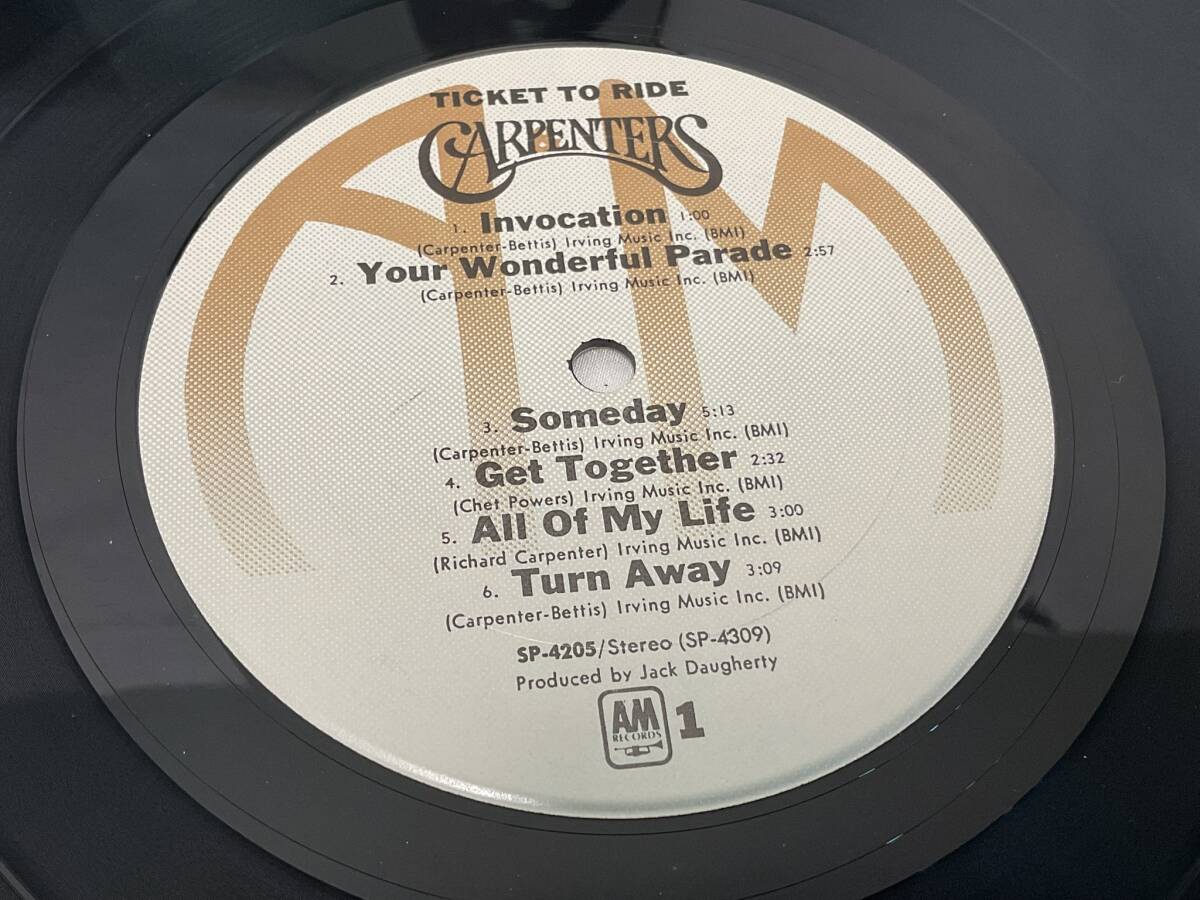 TICKET TO RIDE
CARPENTERS
1. Invocation 1:00
(Carpenter-Bettis) Irving Music Inc. (BMI)
2. Your Wonderful Parade 2:57
(Carpenter-Bettis) Irving Music Inc. (BMI)
3. Someday 5:13
(Carpenter-Bettis) Irving Music Inc. (BMI)
4. Get Together 2:32
(Chet Powers) Irving Music Inc. (BMI)
5. All Of My Life 3:00
(Richard Carpenter) Irving Music Inc. (BMI)
6. Turn Away 3:09
(Carpenter-Bettis) Irving Music Inc. (BMI)
SP-4205/Stereo (SP-4309)
Produced by Jack Daugherty
AM 1
RECORDS